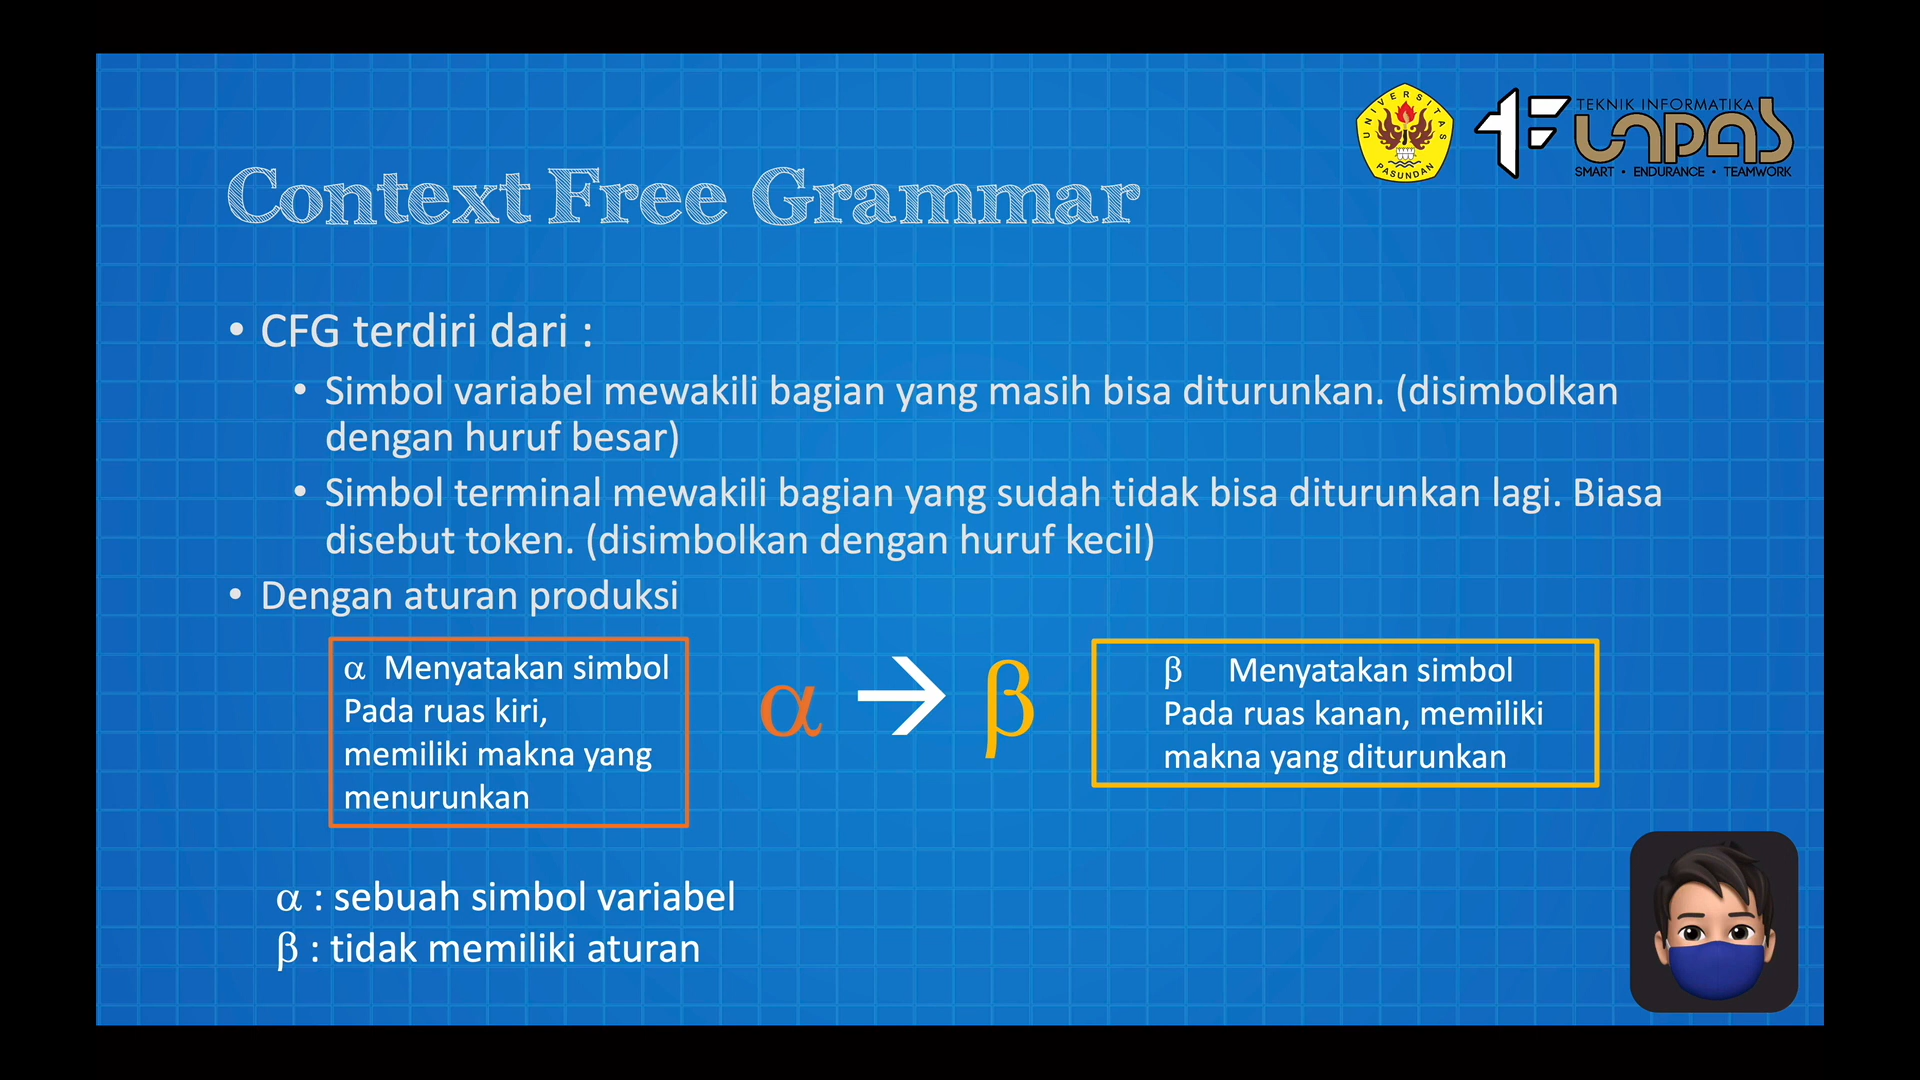 UNIVERSITAS
PASUNDAN
TEKNIK INFORMATIKA
UNPAS
SMART • ENDURANCE • TEAMWORK
Context Free Grammar
• CFG terdiri dari :
• Simbol variabel mewakili bagian yang masih bisa diturunkan. (disimbolkan
dengan huruf besar)
• Simbol terminal mewakili bagian yang sudah tidak bisa diturunkan lagi. Biasa
disebut token. (disimbolkan dengan huruf kecil)
• Dengan aturan produksi
α Menyatakan simbol
Pada ruas kiri,
memiliki makna yang
menurunkan
α → β
β Menyatakan simbol
Pada ruas kanan, memiliki
makna yang diturunkan
α : sebuah simbol variabel
β : tidak memiliki aturan